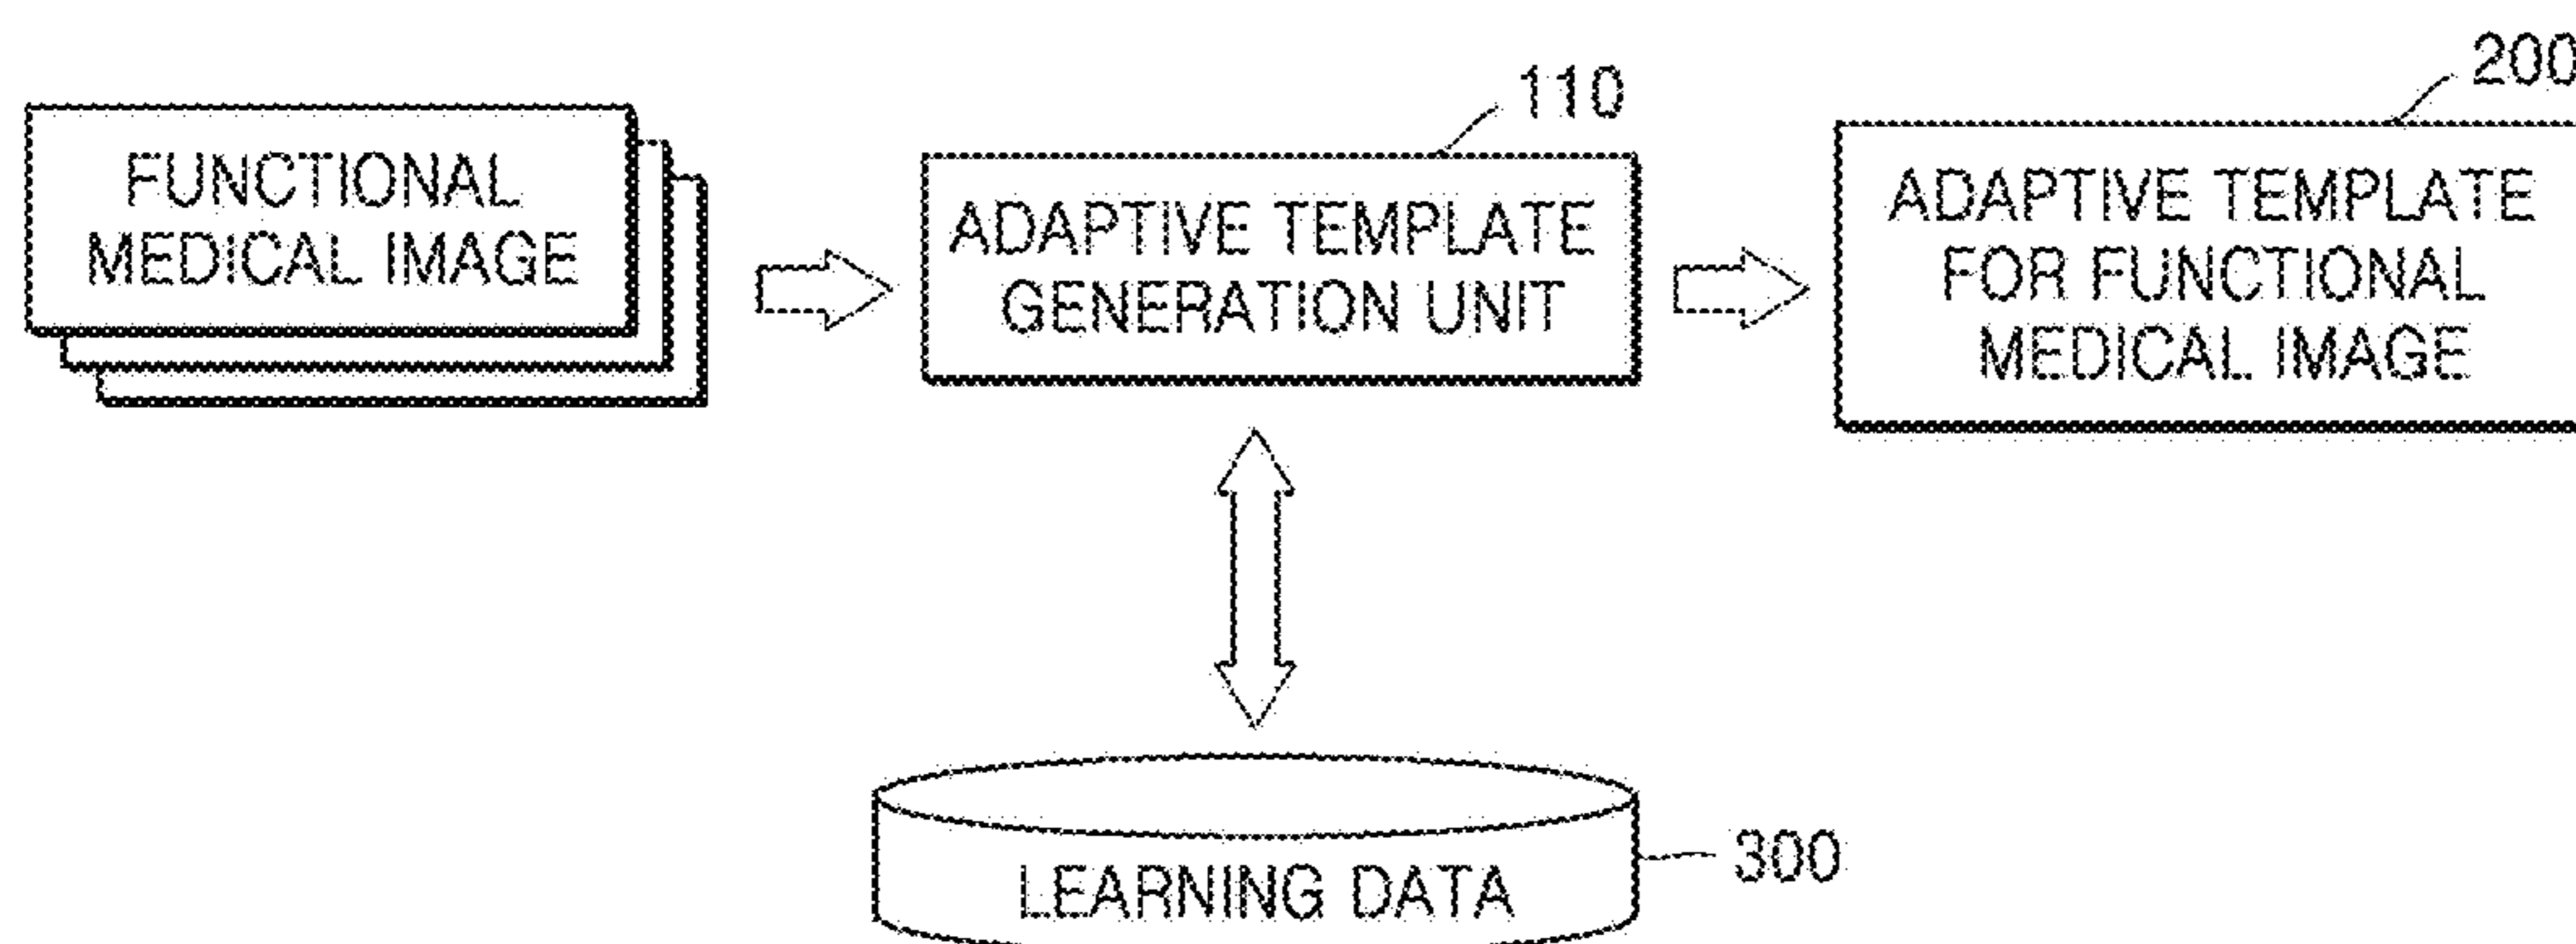 FUNCTIONAL
MEDICAL IMAGE
110
ADAPTIVE TEMPLATE
GENERATION UNIT
200
ADAPTIVE TEMPLATE
FOR FUNCTIONAL
MEDICAL IMAGE
LEARNING DATA
300